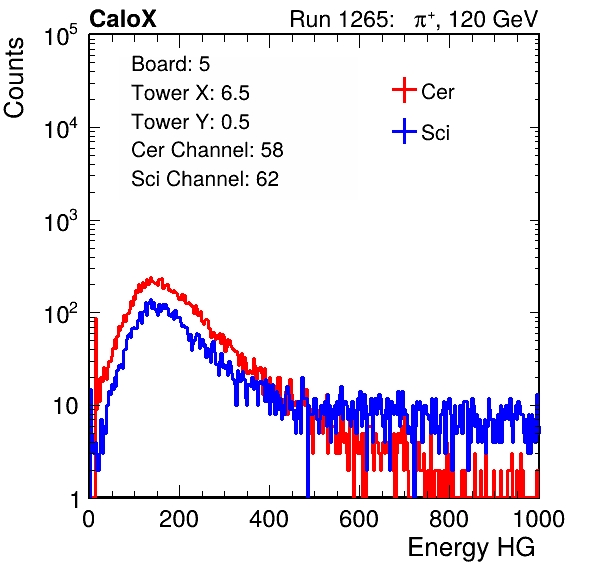 CaloX Run 1265: π⁺, 120 GeV
Counts
10⁵
10⁴
10³
10²
10
1
Board: 5
Tower X: 6.5
Tower Y: 0.5
Cer Channel: 58
Sci Channel: 62
Cer
Sci
0 200 400 600 800 1000
Energy HG